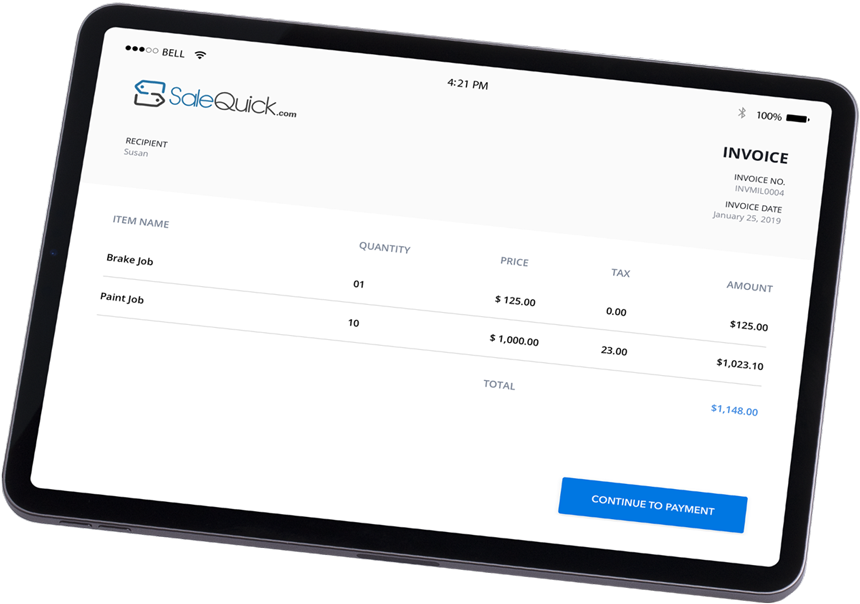 BELL
4:21 PM
100%
SaleQuick.com
RECIPIENT
Susan
INVOICE
INVOICE NO.
INVMIL0004
INVOICE DATE
January 25, 2019
ITEM NAME QUANTITY PRICE TAX AMOUNT
Brake Job 01 $ 125.00 0.00 $125.00
Paint Job 10 $ 1,000.00 23.00 $1,023.10
TOTAL $1,148.00
CONTINUE TO PAYMENT